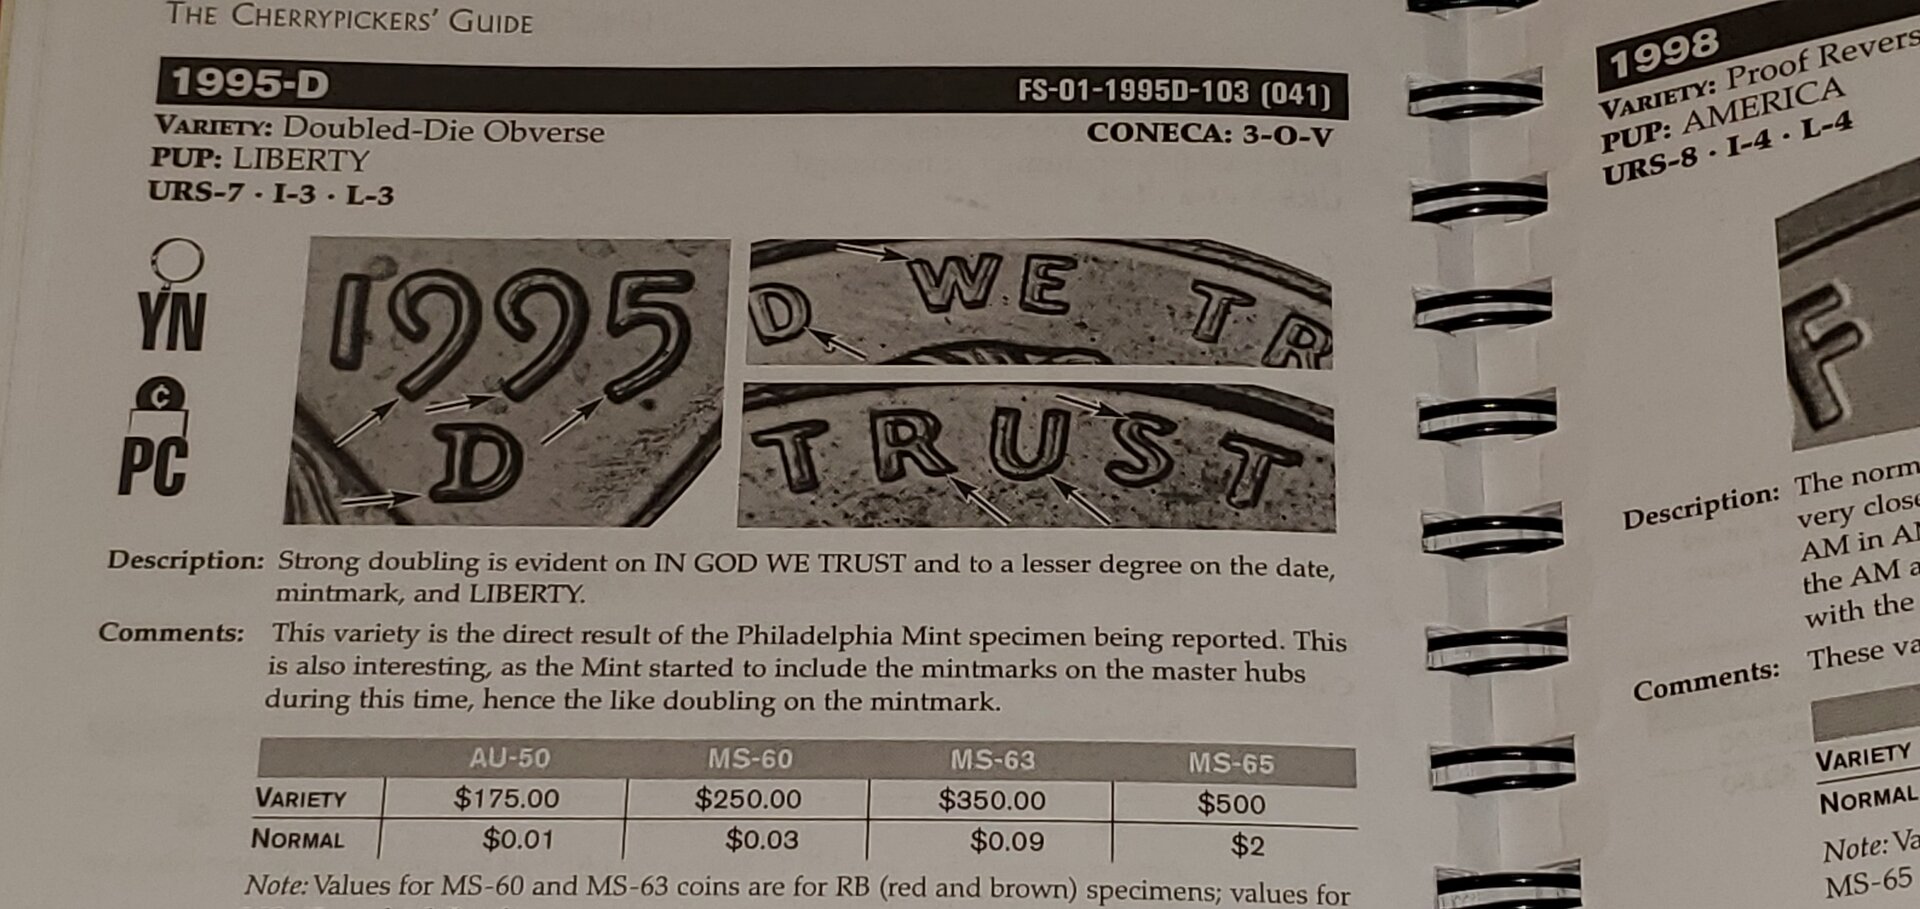 THE CHERRYPICKERS' GUIDE
1995-D FS-01-1995D-103 (041)
VARIETY: Doubled-Die Obverse CONECA: 3-O-V
PUP: LIBERTY
URS-7 · I-3 · L-3
YN
C
PC
1995
D
D WE TR
TRUST
Description: Strong doubling is evident on IN GOD WE TRUST and to a lesser degree on the date,
mintmark, and LIBERTY.
Comments: This variety is the direct result of the Philadelphia Mint specimen being reported. This
is also interesting, as the Mint started to include the mintmarks on the master hubs
during this time, hence the like doubling on the mintmark.
AU-50 MS-60 MS-63 MS-65
VARIETY $175.00 $250.00 $350.00 $500
NORMAL $0.01 $0.03 $0.09 $2
Note: Values for MS-60 and MS-63 coins are for RB (red and brown) specimens; values for
1998
VARIETY: Proof Revers
PUP: AMERICA
URS-8 · I-4 · L-4
F
Description: The norm
very close
AM in
the AM
with the
Comments: These
VARIETY
NORMAL
Note:
MS-65